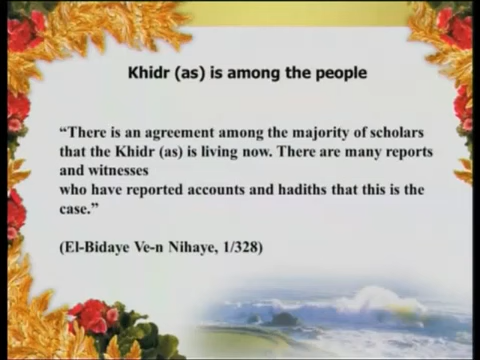 Khidr (as) is among the people
“There is an agreement among the majority of scholars
that the Khidr (as) is living now. There are many reports
and witnesses
who have reported accounts and hadiths that this is the
case.”
(El-Bidaye Ve-n Nihaye, 1/328)